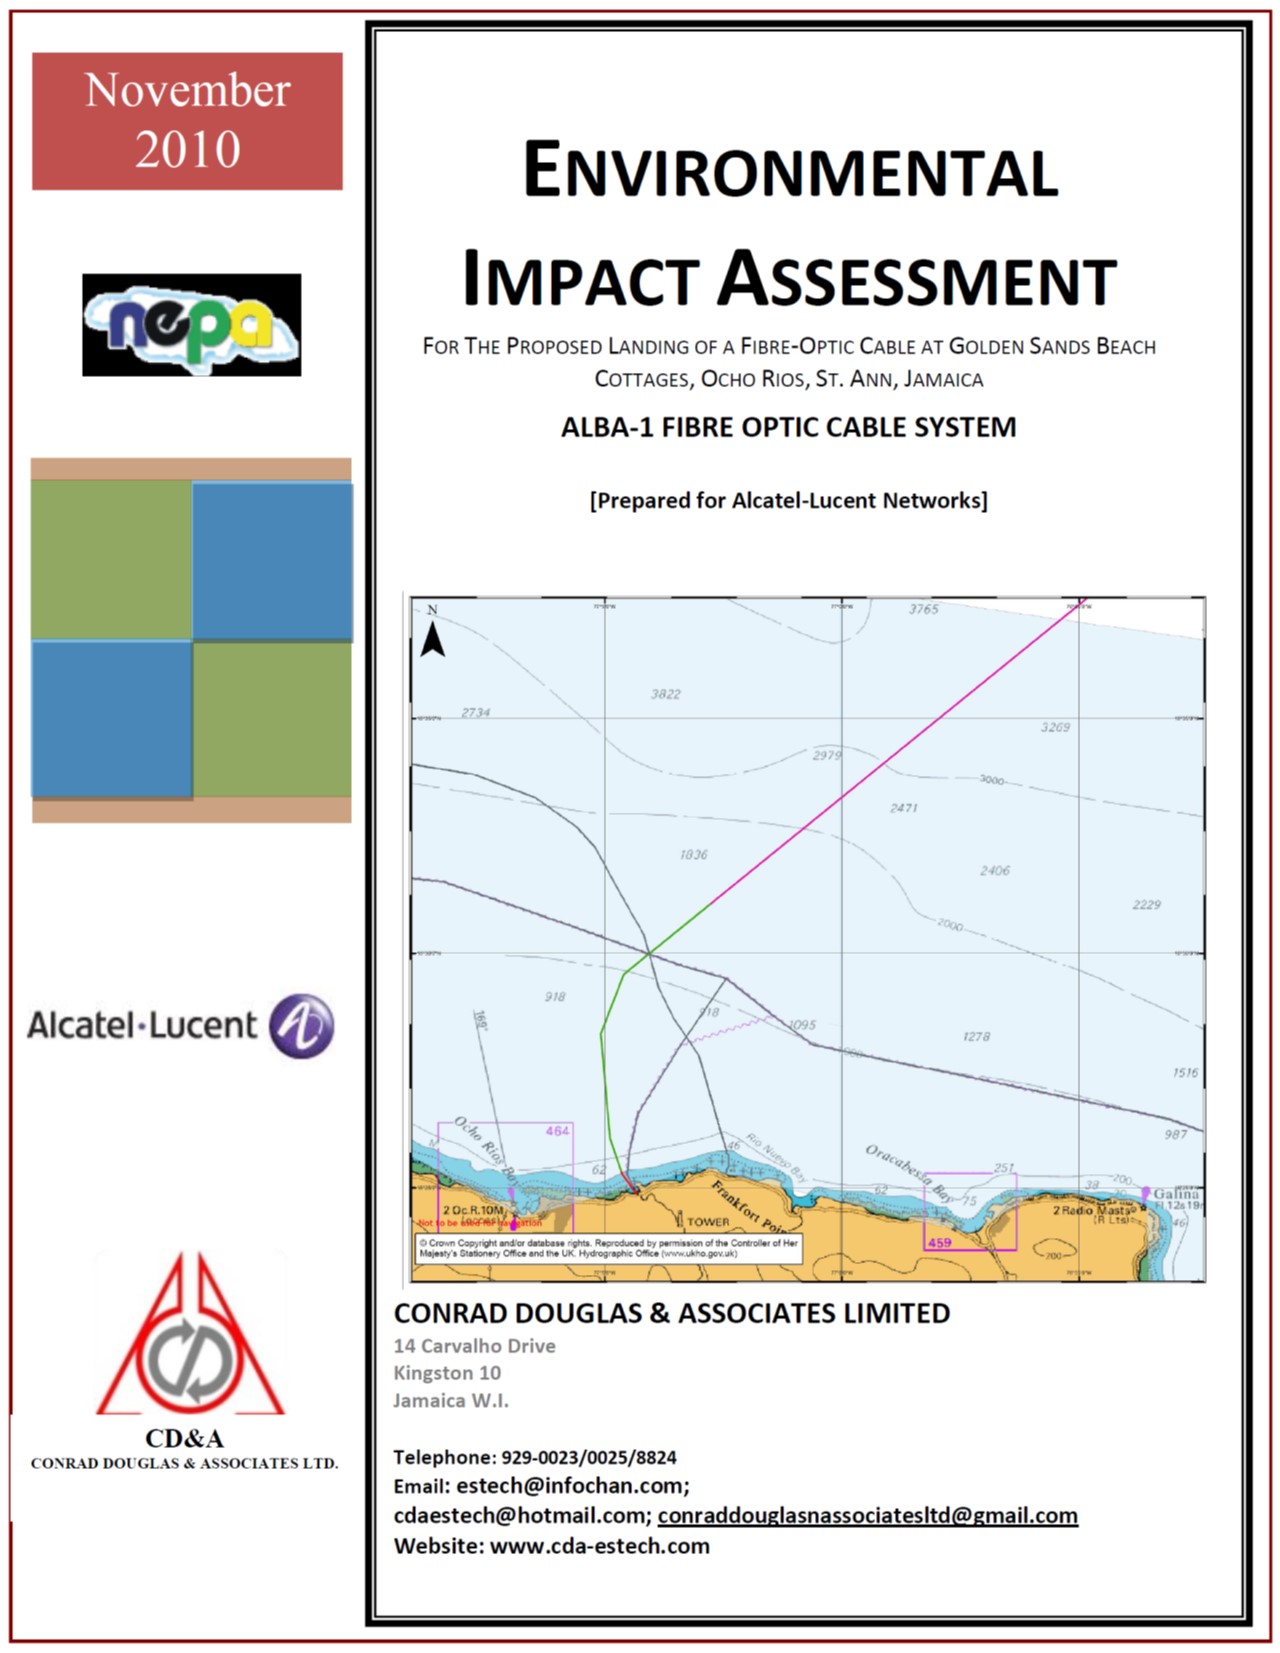 November
2010
nepa
Alcatel·Lucent
CD&A
CONRAD DOUGLAS & ASSOCIATES LTD.
ENVIRONMENTAL
IMPACT ASSESSMENT
FOR THE PROPOSED LANDING OF A FIBRE-OPTIC CABLE AT GOLDEN SANDS BEACH
COTTAGES, OCHO RIOS, ST. ANN, JAMAICA
ALBA-1 FIBRE OPTIC CABLE SYSTEM
[Prepared for Alcatel-Lucent Networks]
N
3765
3822
2734
3269
2979
3000
2471
1836
2406
2229
2000
918
918
169°
1095
1278
1516
987
Ocho Rios Bay
464
62
46
Rio Nuevo Bay
Oracabessa Bay
251
200
62
75
38
Galina
Fl.12s19
46
2 Oc.R.10M
Not to be used for navigation
TOWER
Frankfort Poin
2 Radio Masts
(R Lts)
459
700
© Crown Copyright and/or database rights. Reproduced by permission of the Controller of Her
Majesty's Stationery Office and the UK. Hydrographic Office (www.ukho.gov.uk)
CONRAD DOUGLAS & ASSOCIATES LIMITED
14 Carvalho Drive
Kingston 10
Jamaica W.I.
Telephone: 929-0023/0025/8824
Email: estech@infochan.com;
cdaestech@hotmail.com; conraddouglasnassociatesltd@gmail.com
Website: www.cda-estech.com